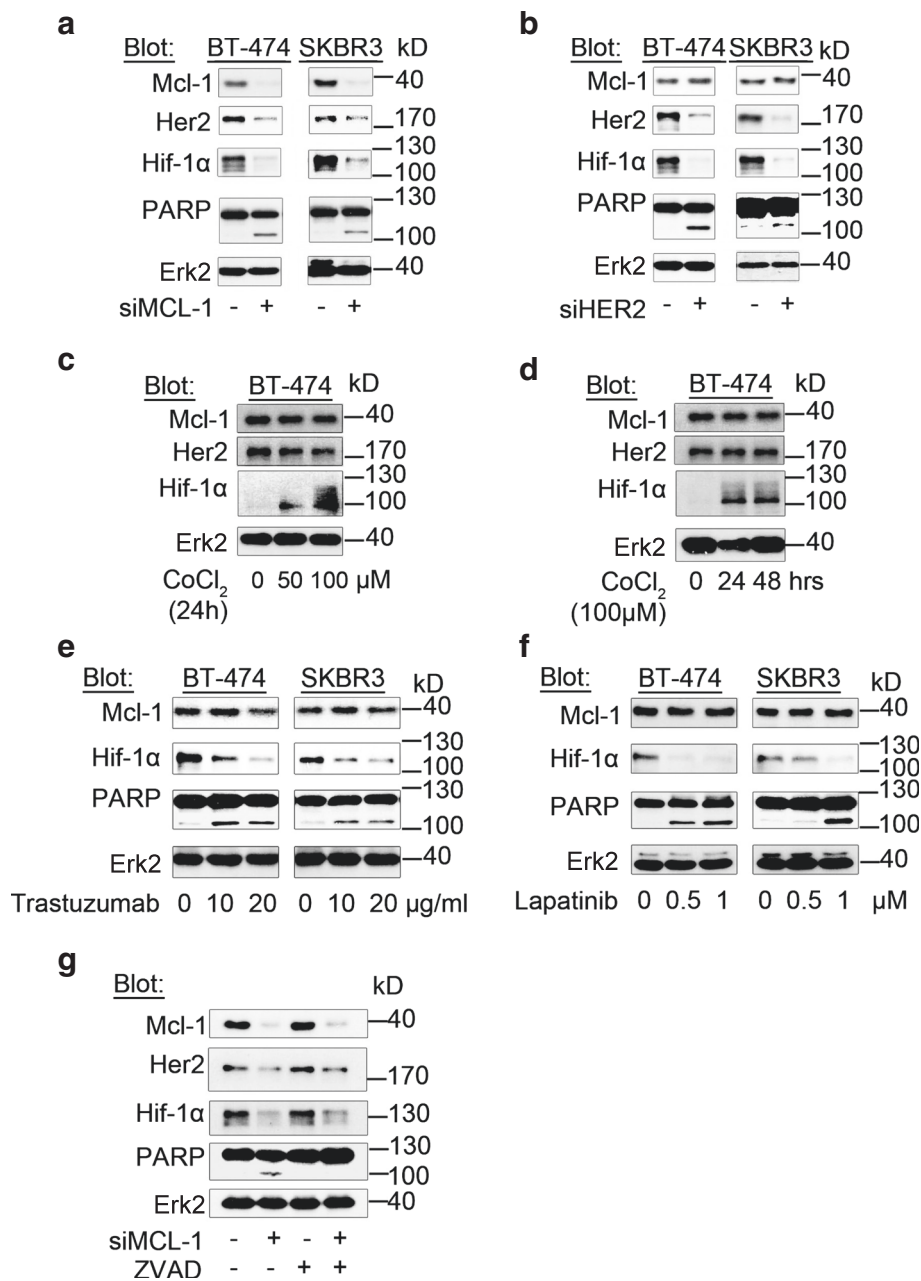 a
Blot: BT-474 SKBR3 kD
Mcl-1 40
Her2 170
Hif-1α 130
100
PARP 130
100
Erk2 40
siMCL-1 - + - +
b
Blot: BT-474 SKBR3 kD
Mcl-1 40
Her2 170
Hif-1α 130
100
PARP 130
100
Erk2 40
siHER2 - + - +
c
Blot: BT-474 kD
Mcl-1 40
Her2 170
Hif-1α 130
100
Erk2 40
CoCl2 0 50 100 µM
(24h)
d
Blot: BT-474 kD
Mcl-1 40
Her2 170
Hif-1α 130
100
Erk2 40
CoCl2 0 24 48 hrs
(100µM)
e
Blot: BT-474 SKBR3 kD
Mcl-1 40
Hif-1α 130
100
PARP 130
100
Erk2 40
Trastuzumab 0 10 20 0 10 20 µg/ml
f
Blot: BT-474 SKBR3 kD
Mcl-1 40
Hif-1α 130
100
PARP 130
100
Erk2 40
Lapatinib 0 0.5 1 0 0.5 1 µM
g
Blot: kD
Mcl-1 40
Her2 170
Hif-1α 130
PARP 130
100
Erk2 40
siMCL-1 - + - +
ZVAD - - + +